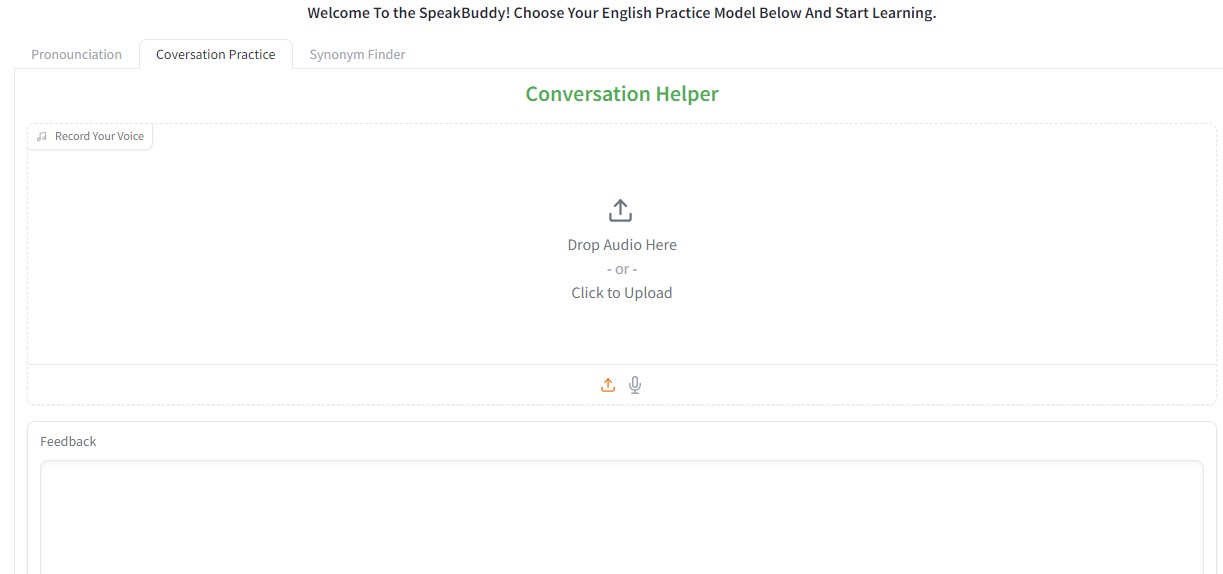 Welcome To the SpeakBuddy! Choose Your English Practice Model Below And Start Learning.
Pronounciation
Coversation Practice
Synonym Finder
Conversation Helper
Record Your Voice
Drop Audio Here
- or -
Click to Upload
Feedback